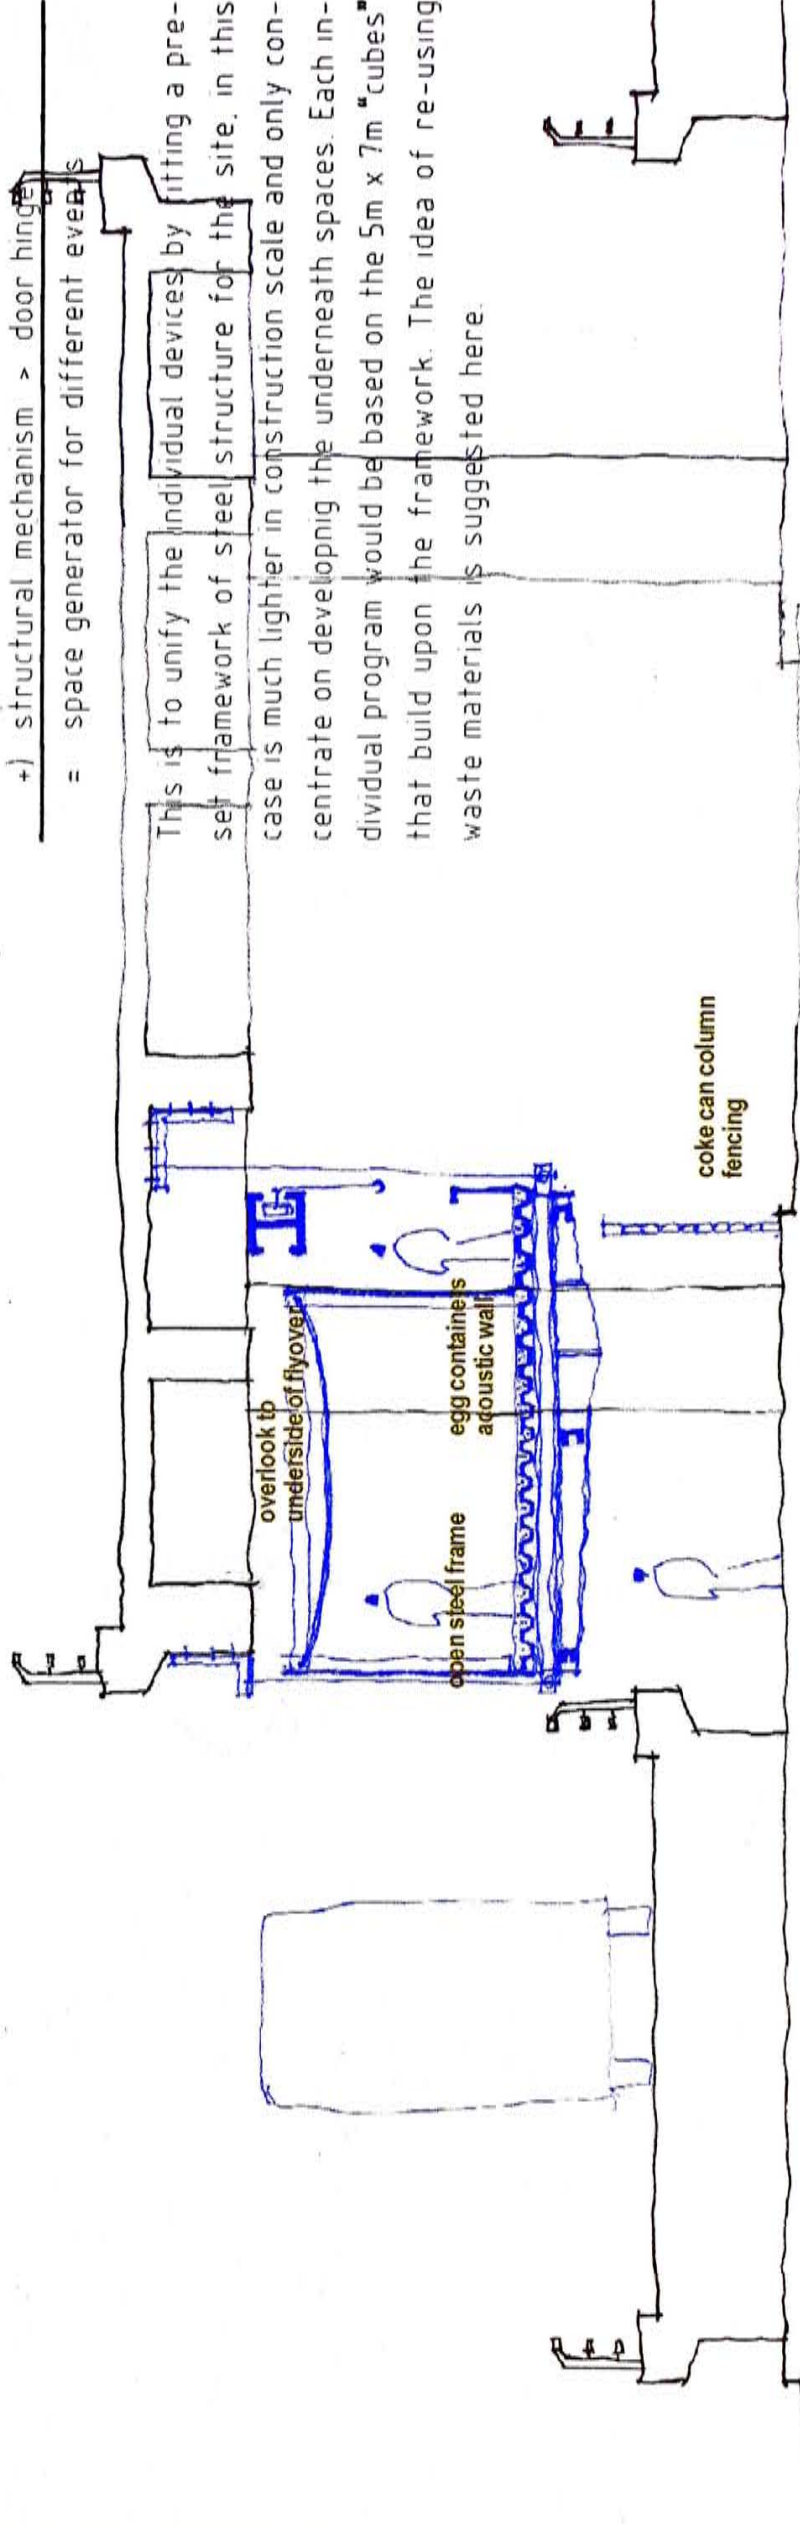 +) structural mechanism > door hinge
= space generator for different events
This is to unify the individual devices by fitting a pre-
set framework of steel structure for the site, in this
case is much lighter in construction scale and only con-
centrate on developnig the underneath spaces. Each in-
dividual program would be based on the 5m x 7m "cubes"
that build upon the framework. The idea of re-using
waste materials is suggested here.
overlook to
underside of flyover
open steel frame
egg containers
acoustic wall
coke can column
fencing